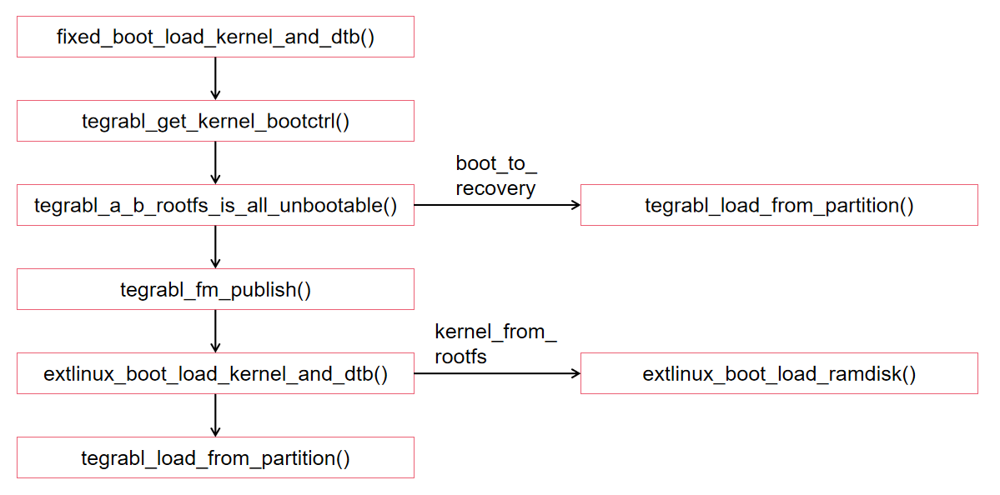 fixed_boot_load_kernel_and_dtb()
tegrabl_get_kernel_bootctrl()
boot_to_
recovery
tegrabl_a_b_rootfs_is_all_unbootable()
tegrabl_load_from_partition()
tegrabl_fm_publish()
kernel_from_
rootfs
extlinux_boot_load_kernel_and_dtb()
extlinux_boot_load_ramdisk()
tegrabl_load_from_partition()